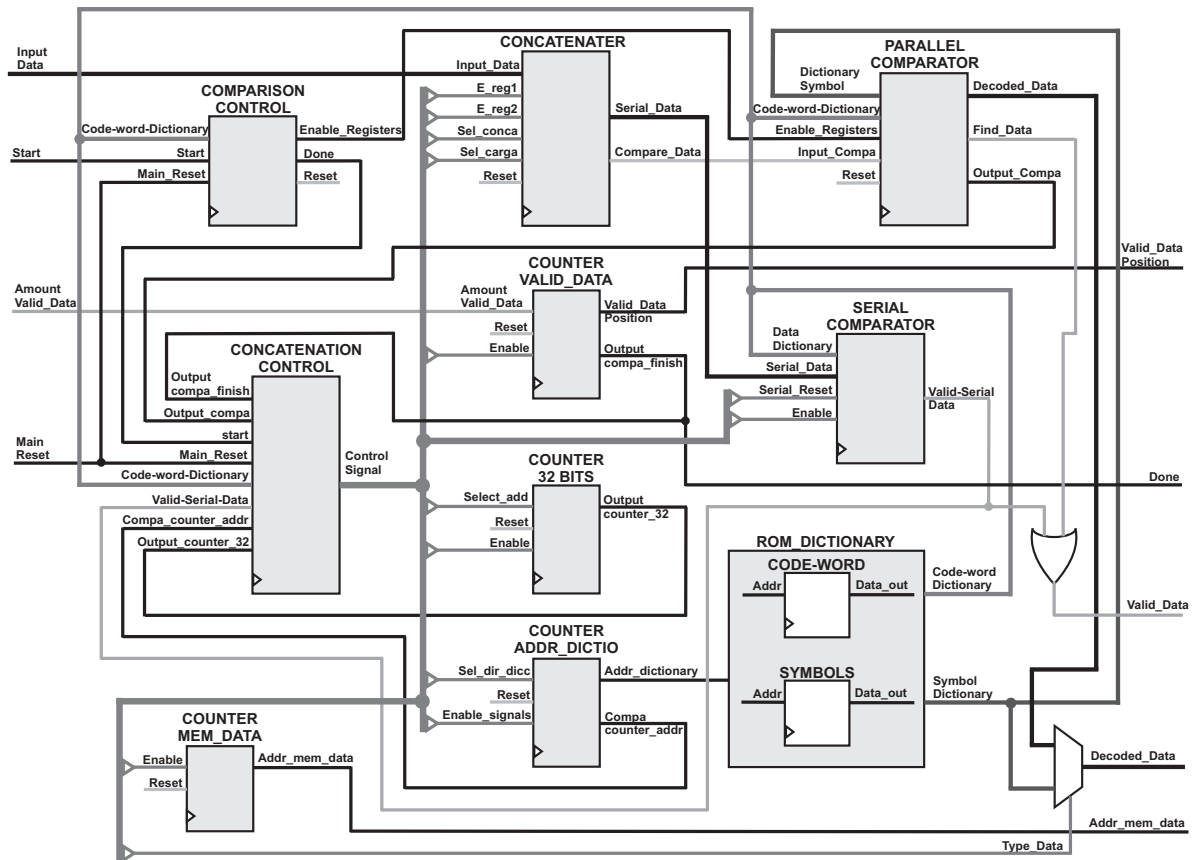 Input
Data
Start
COMPARISON
CONTROL
Code-word-Dictionary
Start
Main_Reset
Enable_Registers
Done
Reset
CONCATENATER
Input_Data
E_reg1
E_reg2
Sel_conca
Sel_carga
Reset
Serial_Data
Compare_Data
PARALLEL
COMPARATOR
Dictionary
Symbol
Code-word-Dictionary
Enable_Registers
Input_Compa
Reset
Decoded_Data
Find_Data
Output_Compa
Valid_Data
Position
Amount
Valid_Data
COUNTER
VALID_DATA
Amount
Valid_Data
Reset
Enable
Valid_Data
Position
Output
compa_finish
SERIAL
COMPARATOR
Data
Dictionary
Serial_Data
Serial_Reset
Enable
Valid-Serial
Data
CONCATENATION
CONTROL
Output
compa_finish
Output_compa
start
Main_Reset
Code-word-Dictionary
Valid-Serial-Data
Compa_counter_addr
Output_counter_32
Control
Signal
Main
Reset
Done
COUNTER
32 BITS
Select_add
Reset
Enable
Output
counter_32
ROM_DICTIONARY
CODE-WORD
Addr
Data_out
Code-word
Dictionary
SYMBOLS
Addr
Data_out
Symbol
Dictionary
Valid_Data
COUNTER
ADDR_DICTIO
Sel_dir_dicc
Reset
Enable_signals
Addr_dictionary
Compa
counter_addr
COUNTER
MEM_DATA
Enable
Reset
Addr_mem_data
Decoded_Data
Addr_mem_data
Type_Data